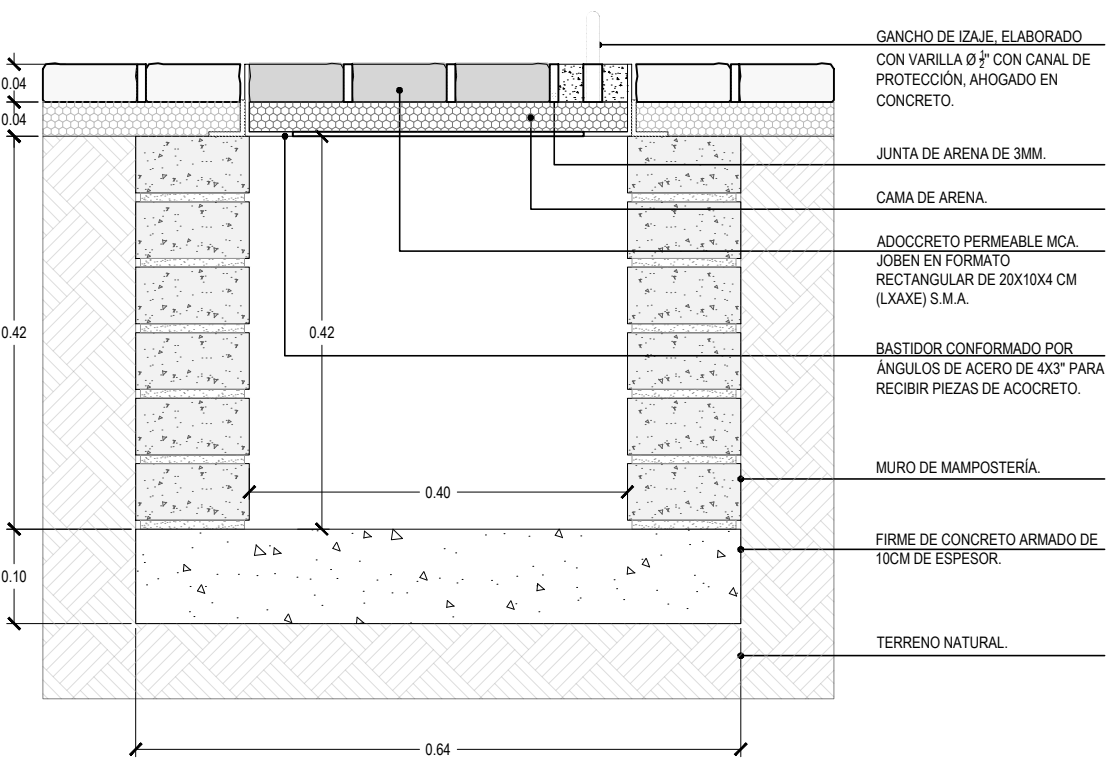 GANCHO DE IZAJE, ELABORADO
CON VARILLA Ø ½" CON CANAL DE
PROTECCIÓN, AHOGADO EN
CONCRETO.
0.04
0.04
JUNTA DE ARENA DE 3MM.
CAMA DE ARENA.
ADOCCRETO PERMEABLE MCA.
JOBEN EN FORMATO
RECTANGULAR DE 20X10X4 CM
(LXAXE) S.M.A.
0.42
0.42
BASTIDOR CONFORMADO POR
ÁNGULOS DE ACERO DE 4X3" PARA
RECIBIR PIEZAS DE ACOCRETO.
MURO DE MAMPOSTERÍA.
0.40
FIRME DE CONCRETO ARMADO DE
10CM DE ESPESOR.
0.10
TERRENO NATURAL.
0.64